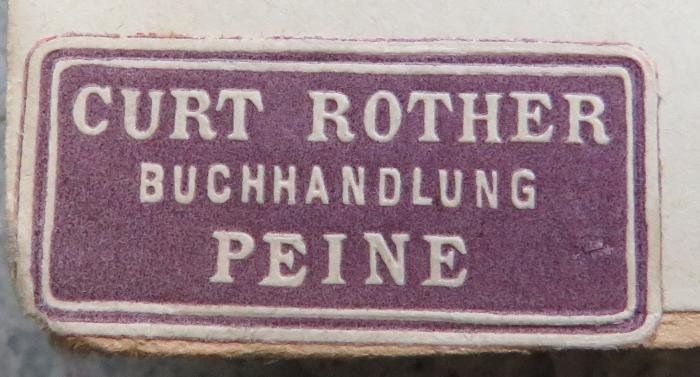 CURT ROTHER
BUCHHANDLUNG
PEINE